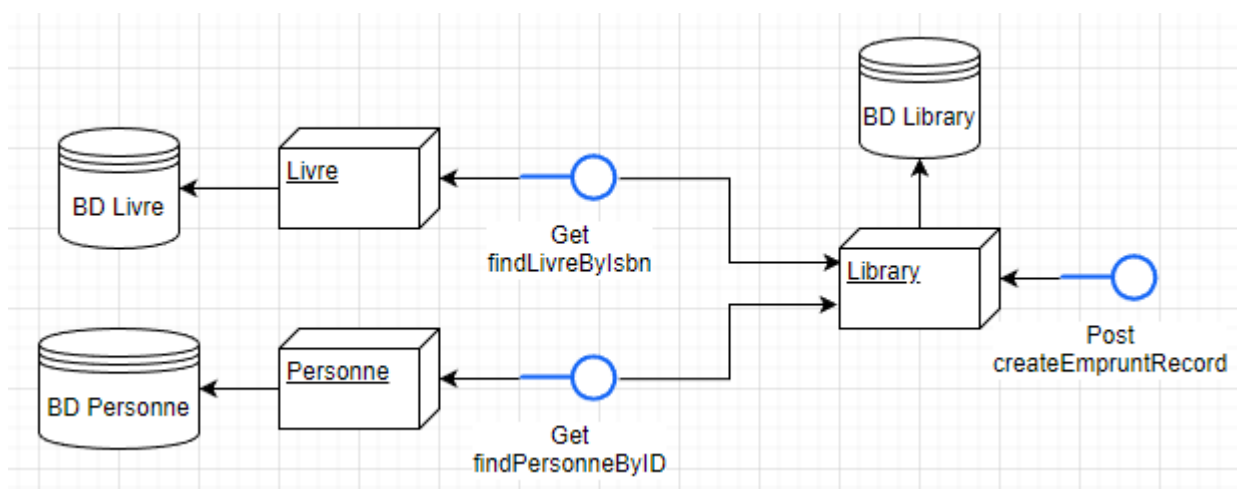 BD Library
Livre
BD Livre
Get
findLivreByIsbn
Library
Post
createEmpruntRecord
Personne
BD Personne
Get
findPersonneByID